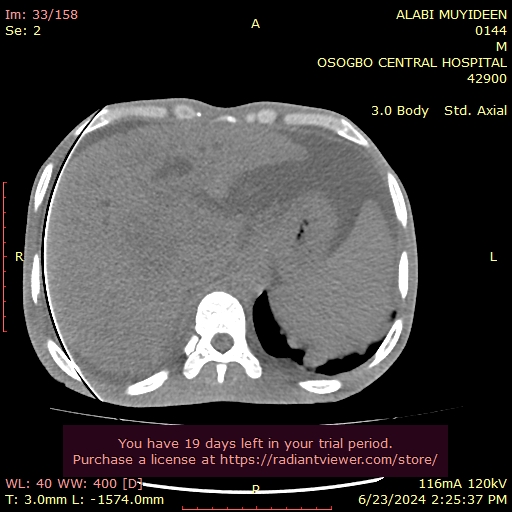 Im: 33/158
Se: 2
A
ALABI MUYIDEEN
0144
M
OSOGBO CENTRAL HOSPITAL
42900
3.0 Body Std. Axial
R
L
You have 19 days left in your trial period.
Purchase a license at https://radiantviewer.com/store/
WL: 40 WW: 400 [D]
T: 3.0mm L: -1574.0mm
P
116mA 120kV
6/23/2024 2:25:37 PM